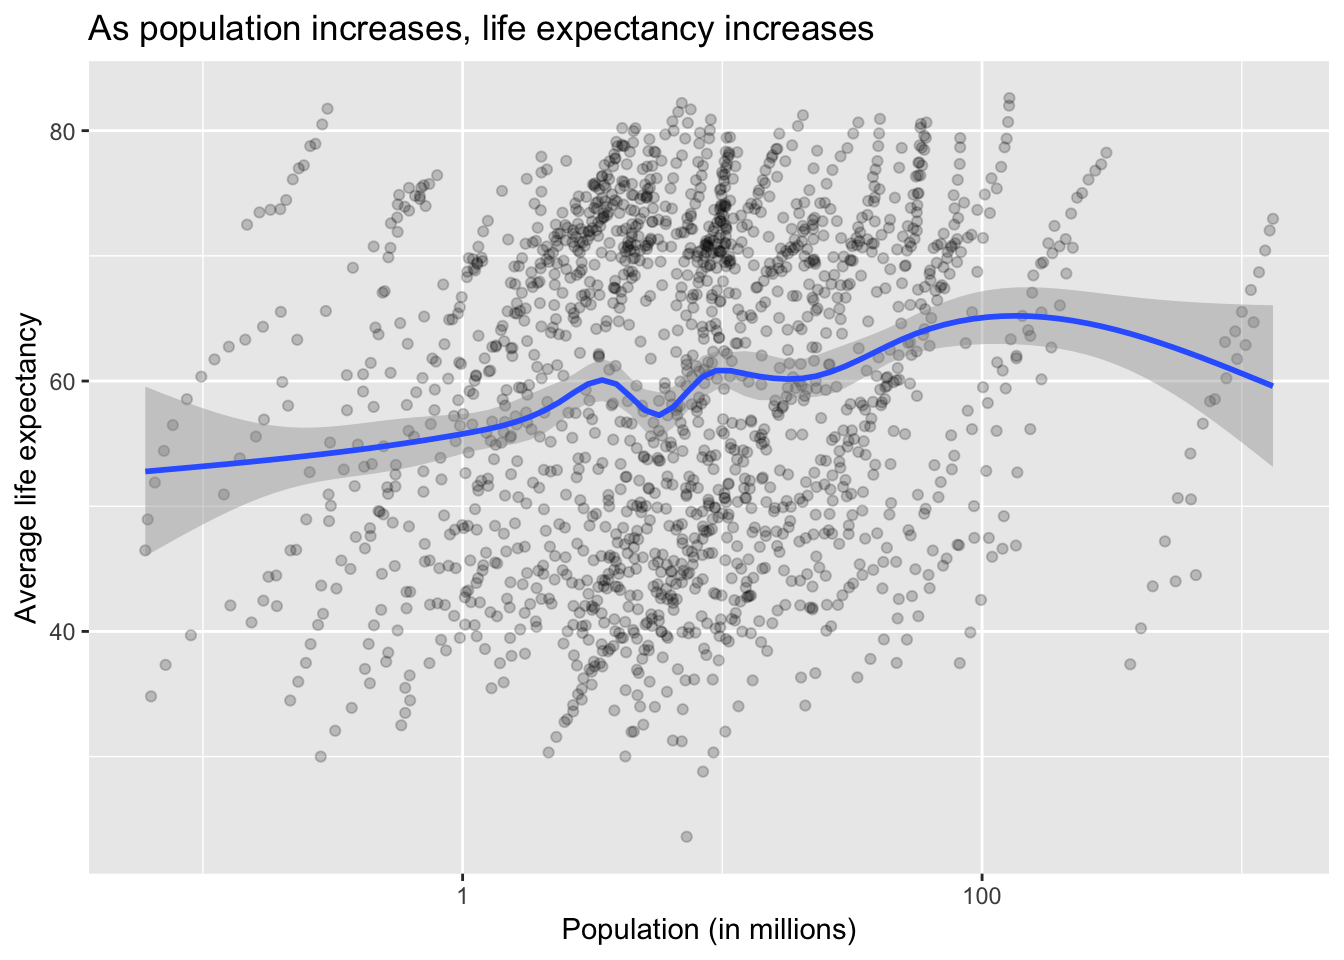 As population increases, life expectancy increases
80
60
40
Average life expectancy
1
100
Population (in millions)